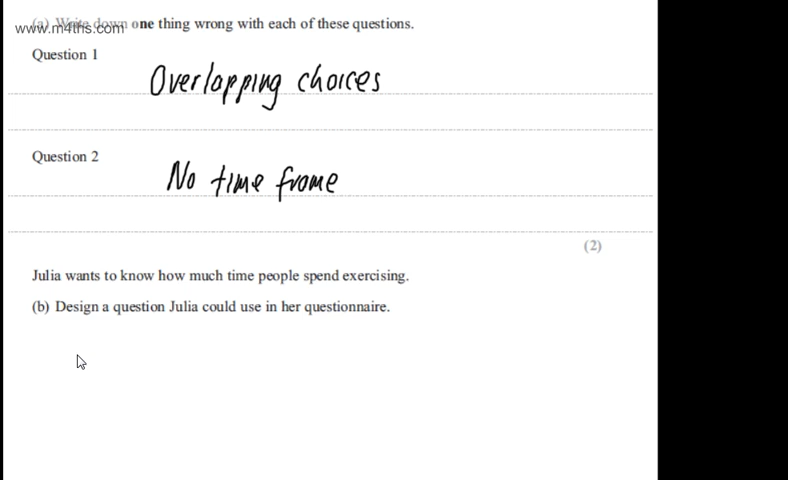 (a) Write down one thing wrong with each of these questions.
www.m4ths.com
Question 1
Overlapping choices
Question 2
No time frame
(2)
Julia wants to know how much time people spend exercising.
(b) Design a question Julia could use in her questionnaire.